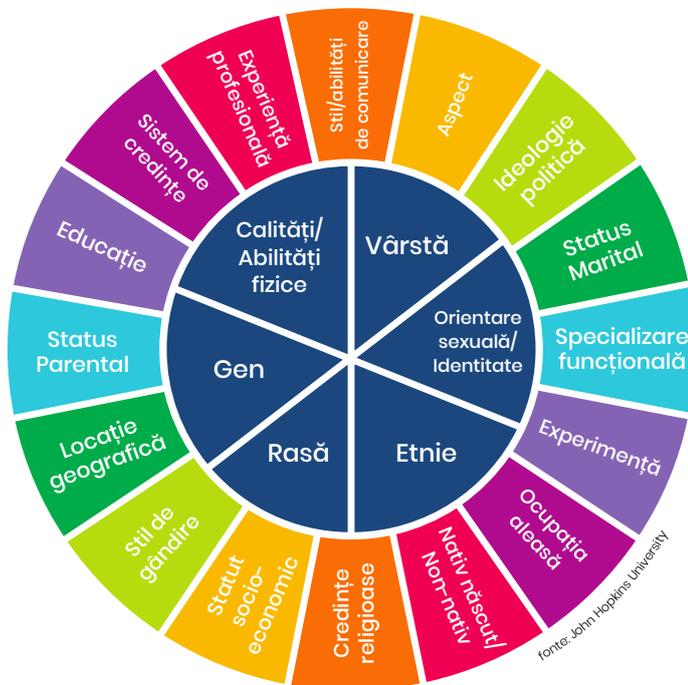 Stil/abilități
de comunicare
Aspect
Ideologie
politică
Status
Marital
Specializare
funcțională
Experimență
Ocupația
aleasă
Nativ născut/
Non-nativ
Credințe
religioase
Statut
socio-
economic
Stil de
gândire
Locație
geografică
Status
Parental
Educație
Sistem de
credințe
Experiență
profesională
Calități/
Abilități
fizice
Vârstă
Orientare
sexuală/
Identitate
Etnie
Rasă
Gen
fonte: John Hopkins University